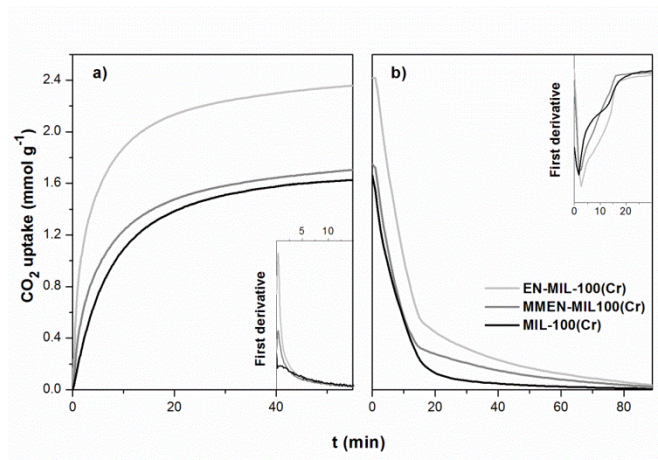 a)
b)
CO2 uptake (mmol g-1)
2.4
2.0
1.6
1.2
0.8
0.4
0.0
0 20 40
0 20 40 60 80
t (min)
First derivative
5 10
First derivative
0 10 20
EN-MIL-100(Cr)
MMEN-MIL100(Cr)
MIL-100(Cr)